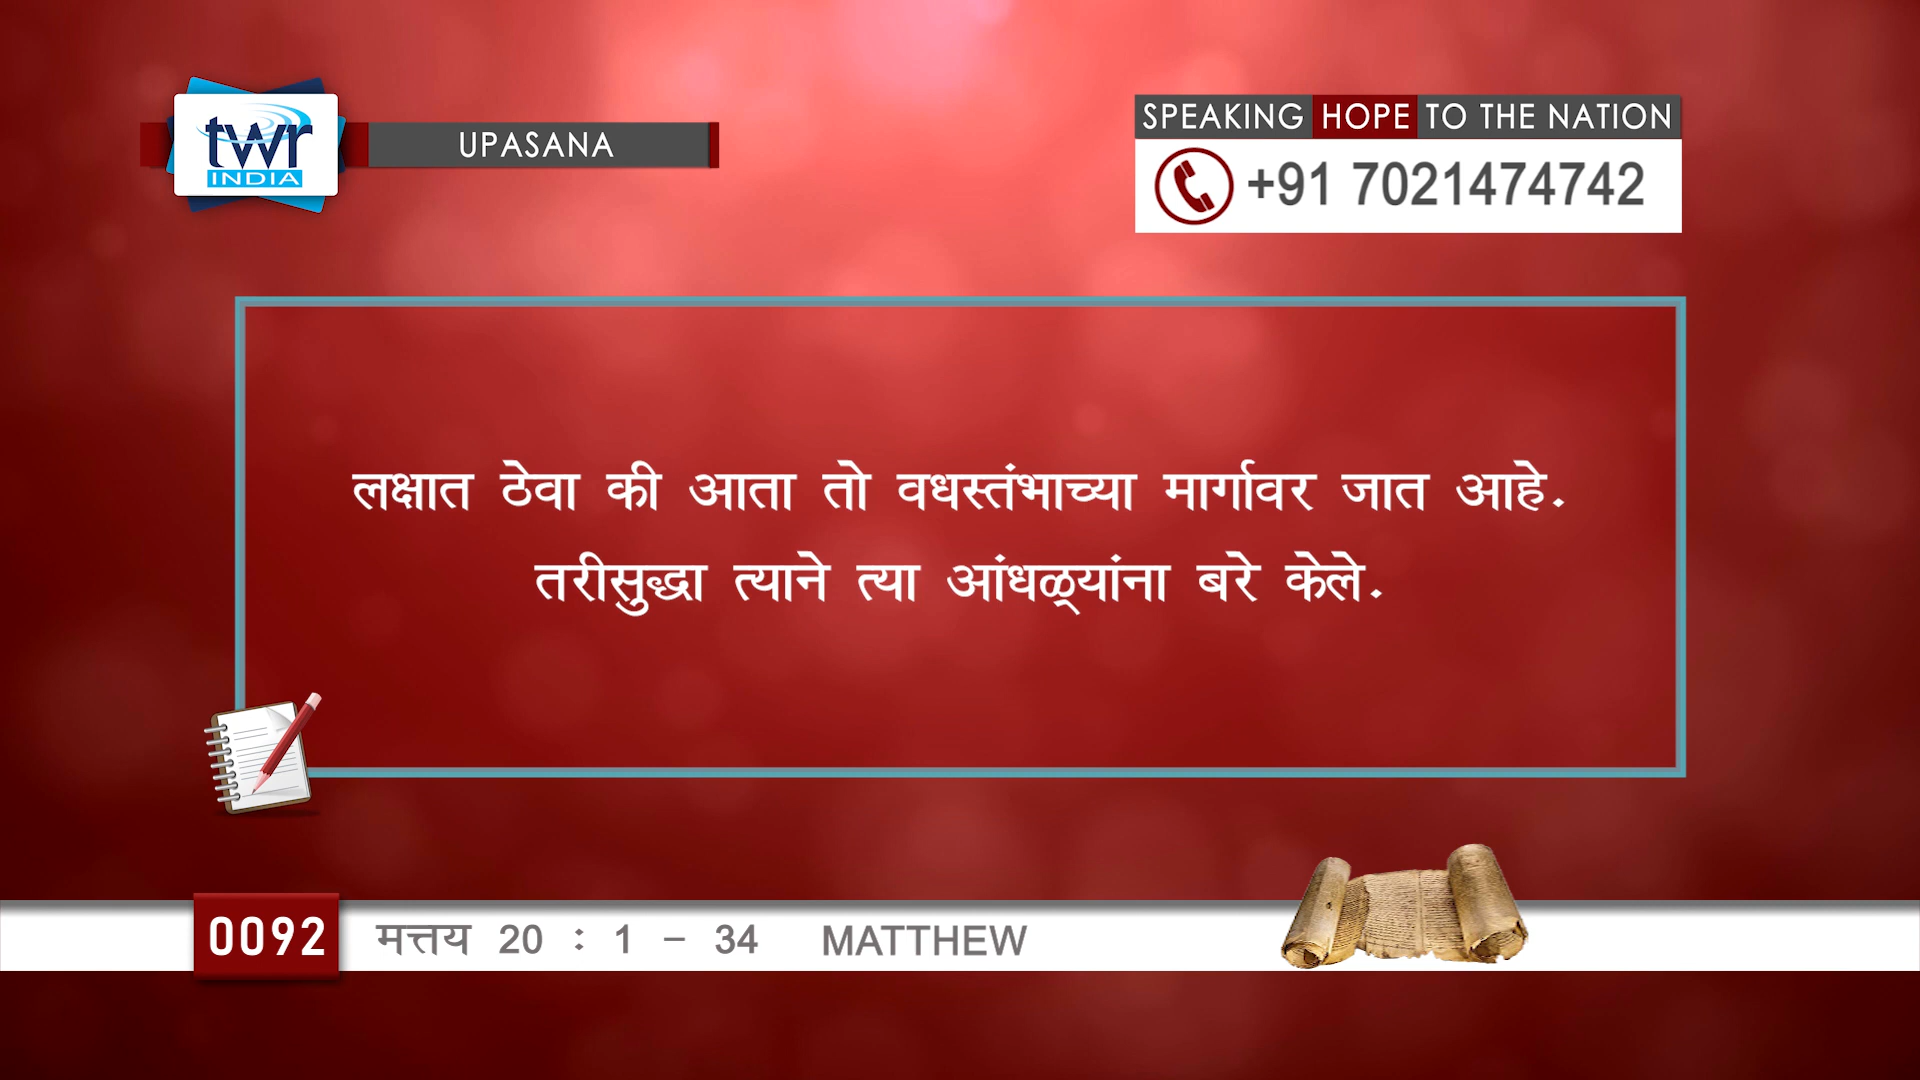 twr
INDIA
UPASANA
SPEAKING HOPE TO THE NATION
+91 7021474742
लक्षात ठेवा की आता तो वधस्तंभाच्या मार्गावर जात आहे.
तरीसुद्धा त्याने त्या आंधळ्यांना बरे केले.
0092 मत्तय 20 : 1 - 34 MATTHEW